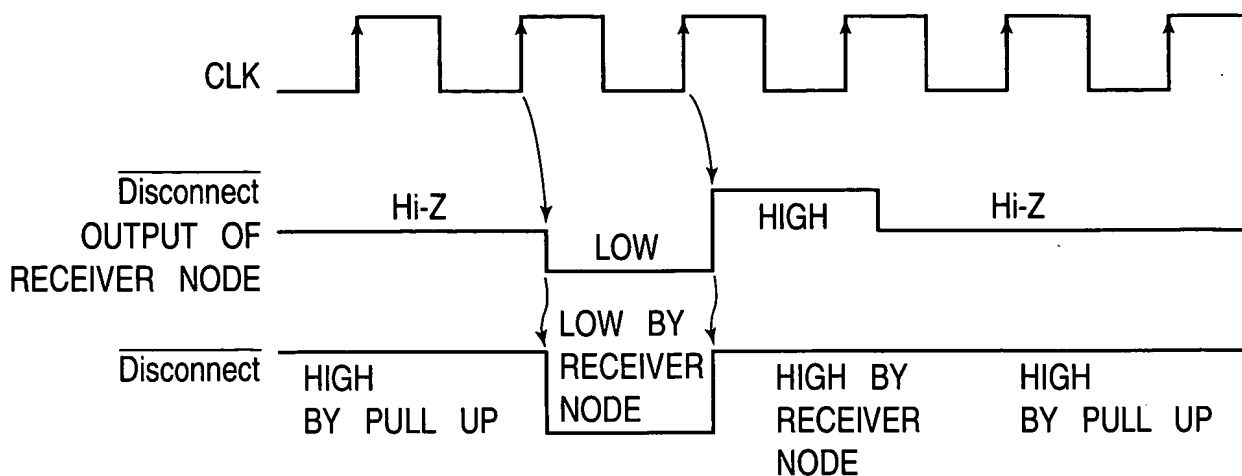 CLK
Disconnect
OUTPUT OF
RECEIVER NODE
Hi-Z
LOW
HIGH
Hi-Z
Disconnect
HIGH
BY PULL UP
LOW BY
RECEIVER
NODE
HIGH BY
RECEIVER
NODE
HIGH
BY PULL UP